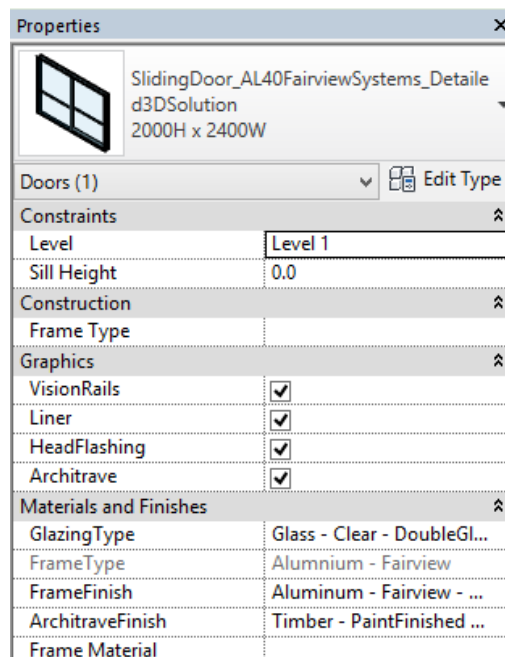 Properties
SlidingDoor_AL40FairviewSystems_Detaile
d3DSolution
2000H x 2400W
Doors (1) Edit Type
Constraints
Level Level 1
Sill Height 0.0
Construction
Frame Type
Graphics
VisionRails
Liner
HeadFlashing
Architrave
Materials and Finishes
GlazingType Glass - Clear - DoubleGl...
FrameType Alumnium - Fairview
FrameFinish Aluminum - Fairview - ...
ArchitraveFinish Timber - PaintFinished ...
Frame Material